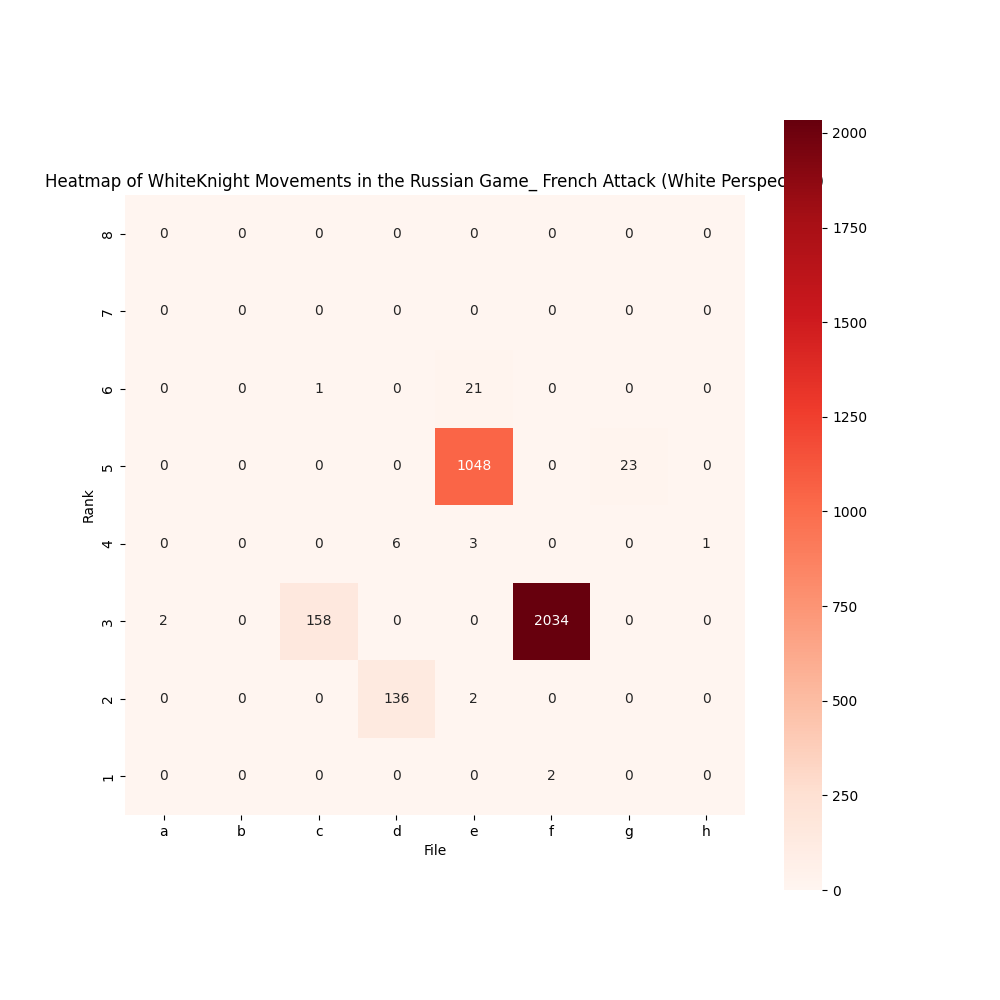 Heatmap of WhiteKnight Movements in the Russian Game_ French Attack (White Perspec
8 0 0 0 0 0 0 0 0
7 0 0 0 0 0 0 0 0
6 0 0 1 0 21 0 0 0
5 0 0 0 0 1048 0 23 0
4 0 0 0 6 3 0 0 1
3 2 0 158 0 0 2034 0 0
2 0 0 0 136 2 0 0 0
1 0 0 0 0 0 2 0 0
a b c d e f g h
File
Rank
2000
1750
1500
1250
1000
750
500
250
0